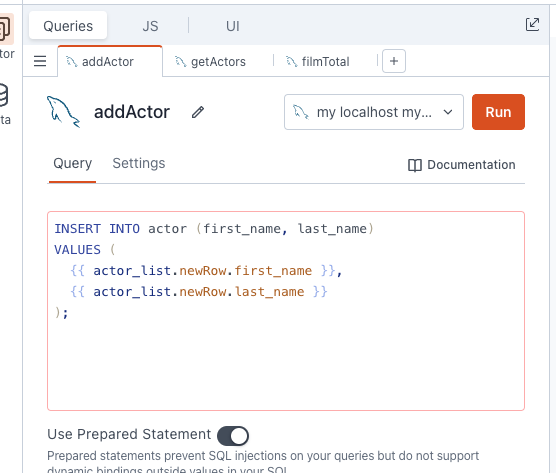 Queries JS UI
tor
addActor getActors filmTotal +
ta
addActor my localhost my... Run
Query Settings Documentation
INSERT INTO actor (first_name, last_name)
VALUES (
{{ actor_list.newRow.first_name }},
{{ actor_list.newRow.last_name }}
);
Use Prepared Statement
Prepared statements prevent SQL injections on your queries but do not support
dynamic bindings outside values in your SQL